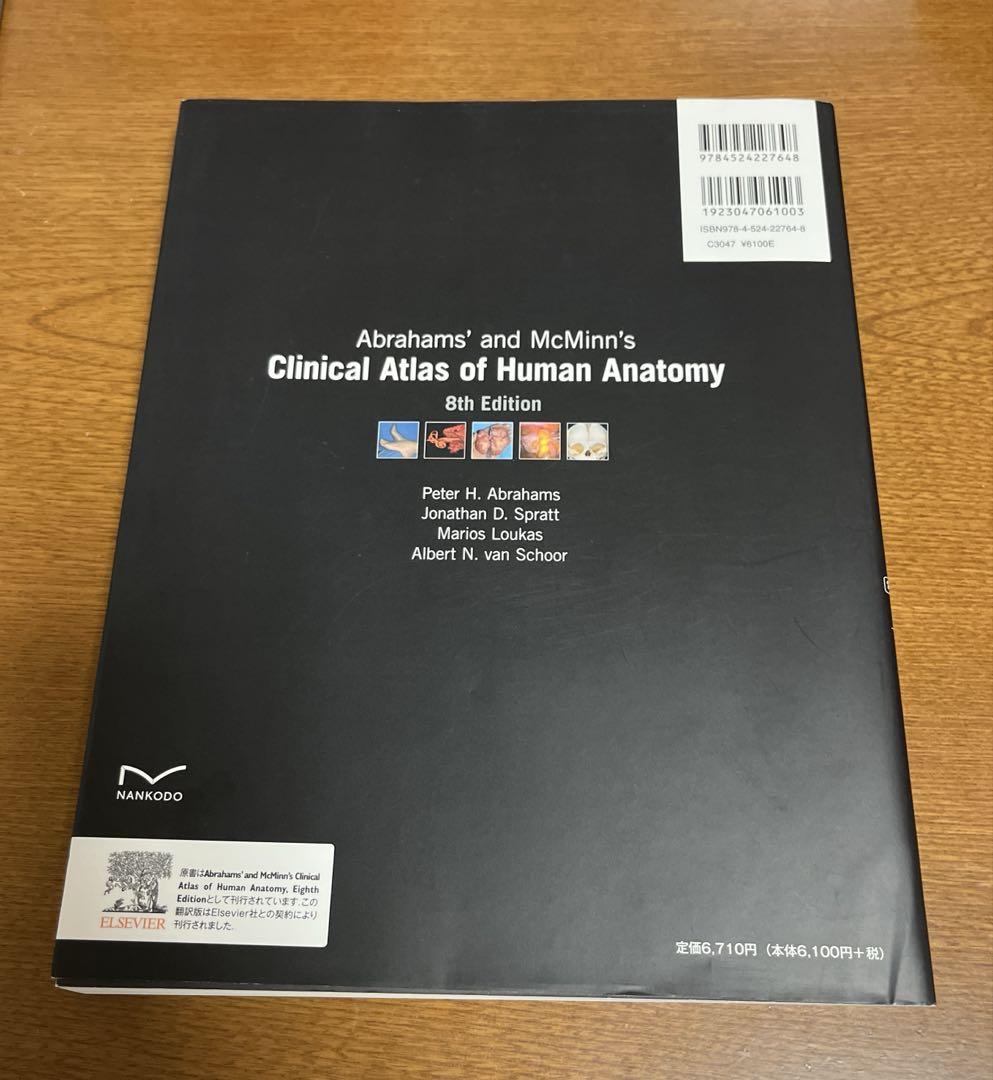 9784524227648
1923047061003
ISBN978-4-524-22764-8
C3047 ¥6100E
Abrahams' and McMinn's
Clinical Atlas of Human Anatomy
8th Edition
Peter H. Abrahams
Jonathan D. Spratt
Marios Loukas
Albert N. van Schoor
NANKODO
原書はAbrahams' and McMinn's Clinical
Atlas of Human Anatomy, Eighth
Editionとして刊行されています.この
翻訳版はElsevier社との契約により
刊行されました.
ELSEVIER
定価6,710円（本体6,100円＋税）